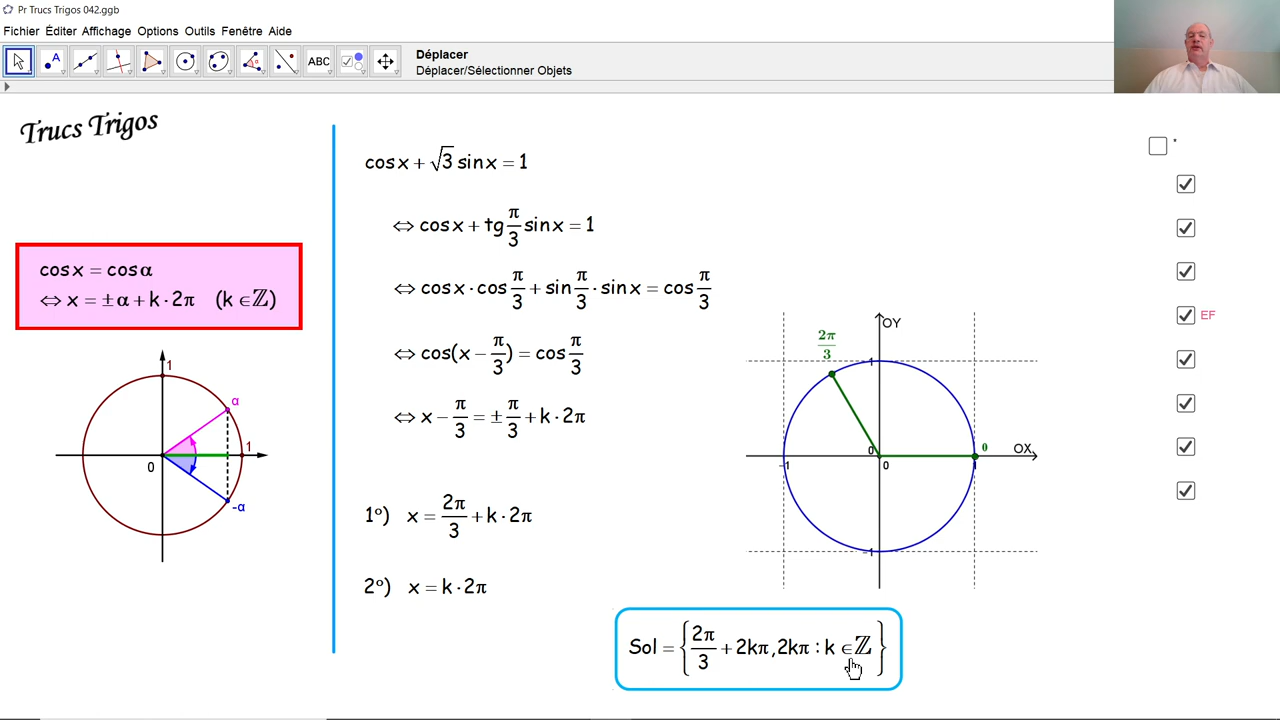 Pr Trucs Trigos 042.ggb
Fichier Éditer Affichage Options Outils Fenêtre Aide
A
ABC
Déplacer
Déplacer/Sélectionner Objets
Trucs Trigos
cos x = cos α
⇔ x = ± α + k · 2π (k ∈ ℤ)
1
α
1
0
-α
cos x + √3 sin x = 1
⇔ cos x + tg π/3 sin x = 1
⇔ cos x · cos π/3 + sin π/3 · sin x = cos π/3
⇔ cos(x − π/3) = cos π/3
⇔ x − π/3 = ± π/3 + k · 2π
1°) x = 2π/3 + k · 2π
2°) x = k · 2π
OY
2π/3
1
0
0
OX
-1
0
1
-1
Sol = { 2π/3 + 2kπ , 2kπ : k ∈ ℤ }
*
EF